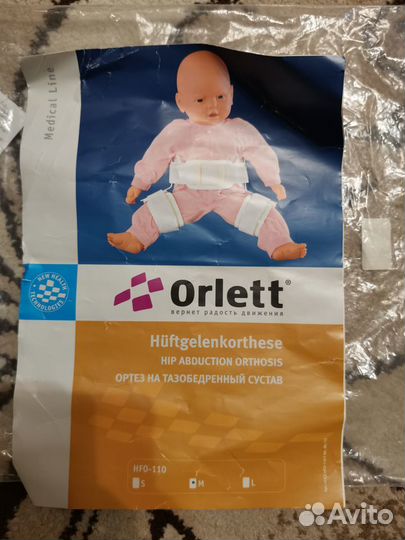 Medical Line
NEW HEALTH
TECHNOLOGIES
Orlett®
вернет радость движения
Hüftgelenkorthese
HIP ABDUCTION ORTHOSIS
ОРТЕЗ НА ТАЗОБЕДРЕННЫЙ СУСТАВ
HFO-110
S M L
Avito